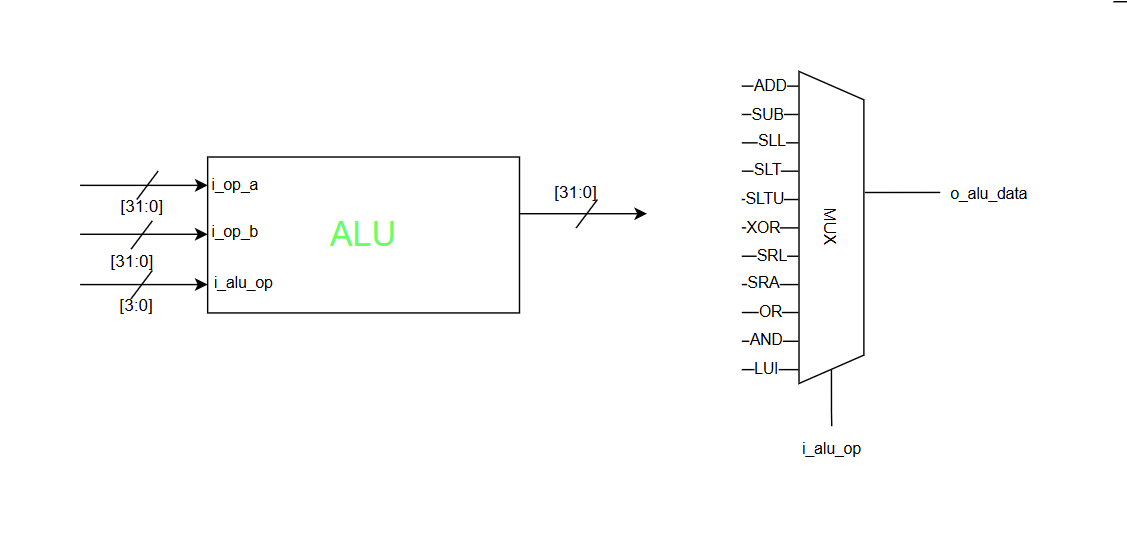 i_op_a
[31:0]
i_op_b
[31:0]
i_alu_op
[3:0]
ALU
[31:0]
ADD
SUB
SLL
SLT
SLTU
XOR
SRL
SRA
OR
AND
LUI
MUX
o_alu_data
i_alu_op